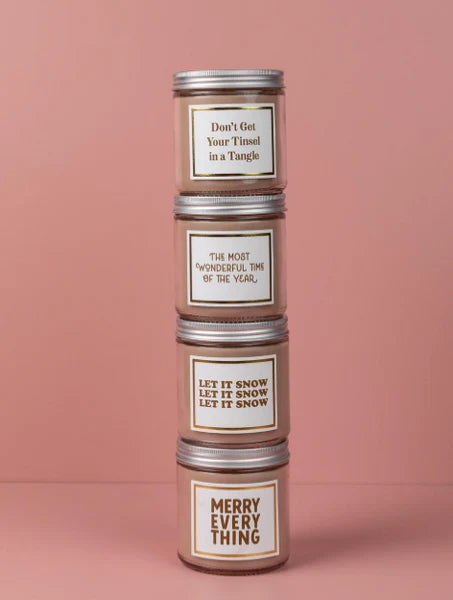 Don't Get
Your Tinsel
in a Tangle
THE MOST
WONDERFUL TIME
OF THE YEAR
LET IT SNOW
LET IT SNOW
LET IT SNOW
MERRY
EVERY
THING